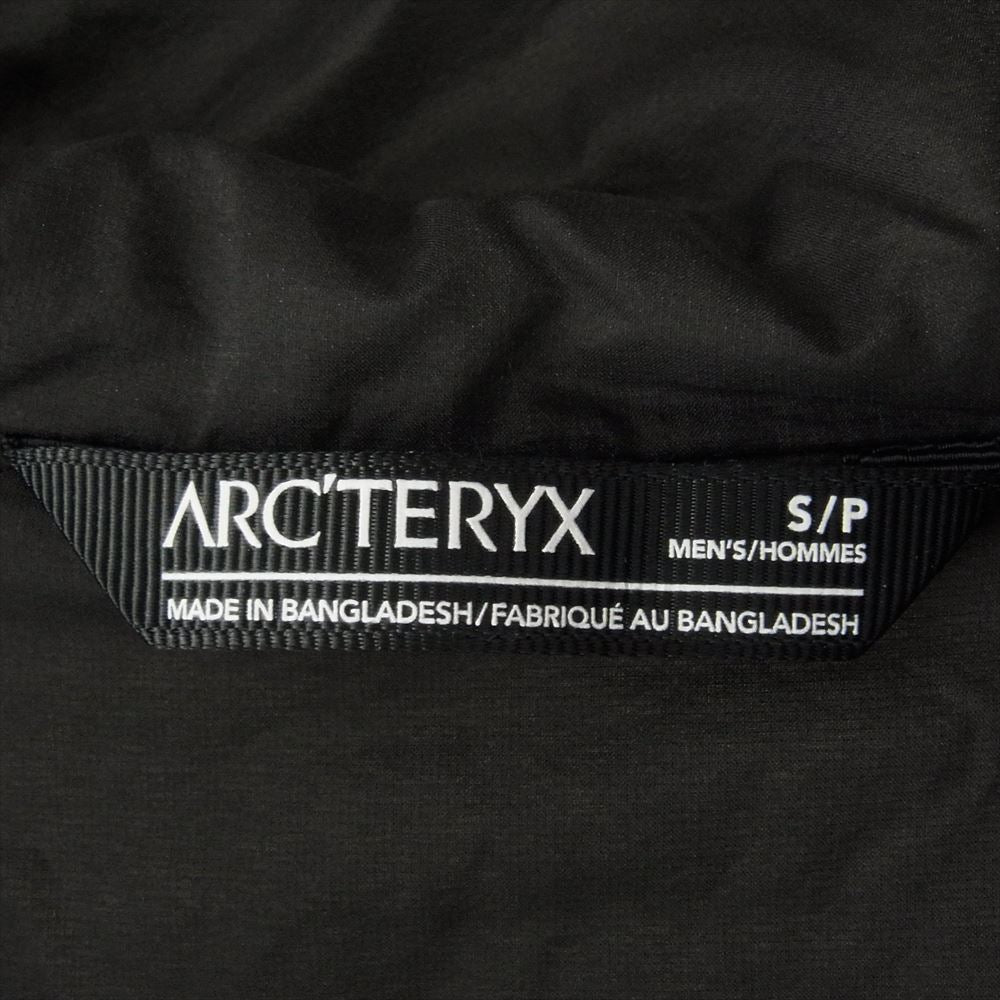 ARC'TERYX
S/P
MEN'S/HOMMES
MADE IN BANGLADESH/FABRIQUÉ AU BANGLADESH